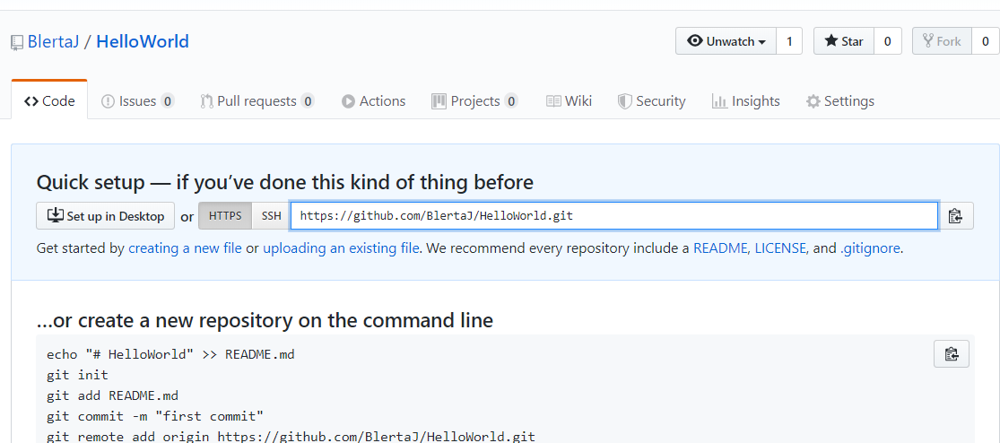 BlertaJ / HelloWorld Unwatch 1 Star 0 Fork 0
Code Issues 0 Pull requests 0 Actions Projects 0 Wiki Security Insights Settings
Quick setup — if you’ve done this kind of thing before
Set up in Desktop or HTTPS SSH https://github.com/BlertaJ/HelloWorld.git
Get started by creating a new file or uploading an existing file. We recommend every repository include a README, LICENSE, and .gitignore.
…or create a new repository on the command line
echo "# HelloWorld" >> README.md
git init
git add README.md
git commit -m "first commit"
git remote add origin https://github.com/BlertaJ/HelloWorld.git